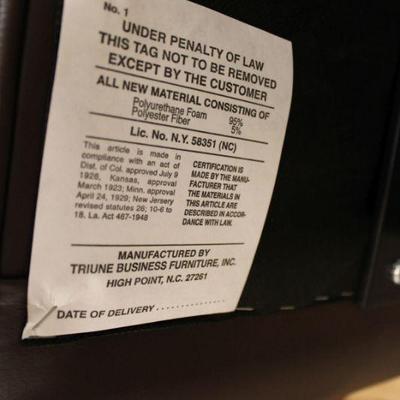 No. 1
UNDER PENALTY OF LAW
THIS TAG NOT TO BE REMOVED
EXCEPT BY THE CUSTOMER
ALL NEW MATERIAL CONSISTING OF
Polyurethane Foam 95%
Polyester Fiber 5%
Lic. No. N.Y. 58351 (NC)
This article is made in
compliance with an act of
Dist. of Col. approved July 9
1926, Kansas, approved
March 1923; Minn, approved
April 24, 1929; New Jersey
revised statutes 26; 10-6 to
18. La. Act 467-1948
CERTIFICATION IS
MADE BY THE MANU-
FACTURER THAT
THE MATERIALS IN
THIS ARTICLE ARE
DESCRIBED IN ACCOR-
DANCE WITH LAW.
MANUFACTURED BY
TRIUNE BUSINESS FURNITURE, INC.
HIGH POINT, N.C. 27261
DATE OF DELIVERY